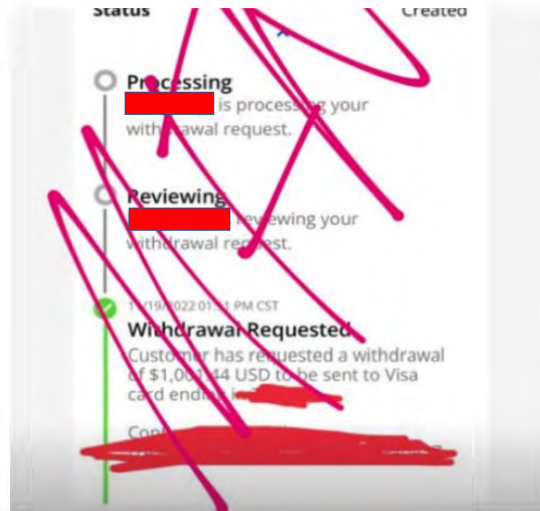 Status Created
Processing
is processing your
withdrawal request.
Reviewing
reviewing your
withdrawal request.
11/19/2022 01:31 PM CST
Withdrawal Requested
Customer has requested a withdrawal
of $1,001.44 USD to be sent to Visa
card ending in